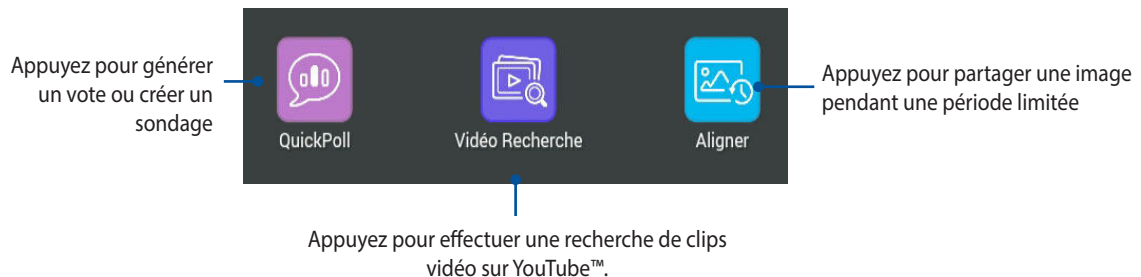 Appuyez pour générer
un vote ou créer un
sondage
QuickPoll
Vidéo Recherche
Aligner
Appuyez pour partager une image
pendant une période limitée
Appuyez pour effectuer une recherche de clips
vidéo sur YouTube™.